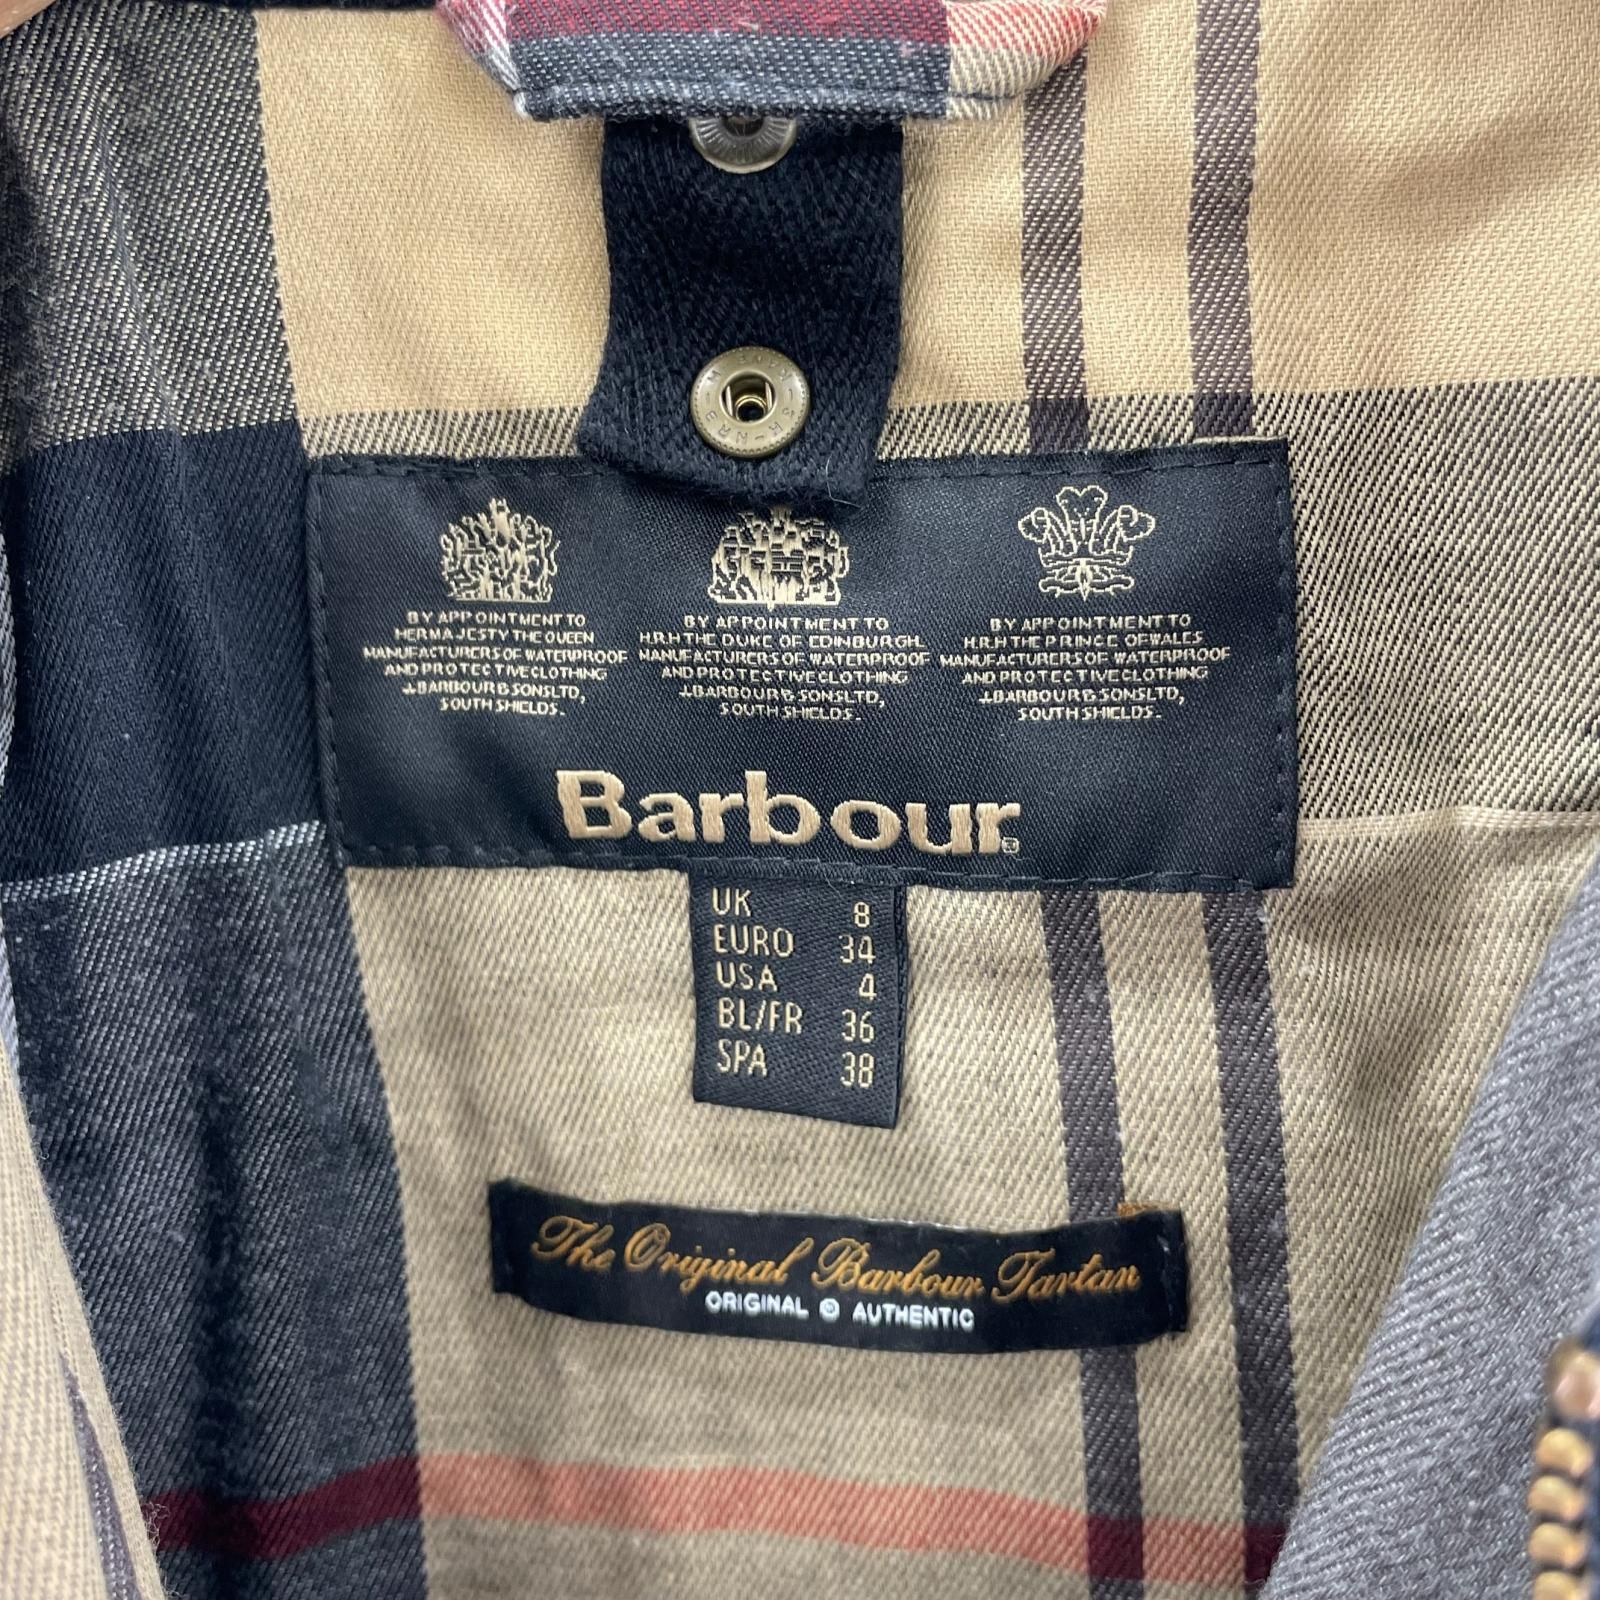 BY APPOINTMENT TO
HER MAJESTY THE QUEEN
MANUFACTURERS OF WATERPROOF
AND PROTECTIVE CLOTHING
J.BARBOUR & SONS LTD,
SOUTH SHIELDS.
BY APPOINTMENT TO
H.R.H THE DUKE OF EDINBURGH.
MANUFACTURERS OF WATERPROOF
AND PROTECTIVE CLOTHING
J.BARBOUR & SONS LTD,
SOUTH SHIELDS.
BY APPOINTMENT TO
H.R.H THE PRINCE OF WALES
MANUFACTURERS OF WATERPROOF
AND PROTECTIVE CLOTHING
J.BARBOUR & SONS LTD,
SOUTH SHIELDS.
Barbour®
UK 8
EURO 34
USA 4
BL/FR 36
SPA 38
The Original Barbour Tartan
ORIGINAL ® AUTHENTIC